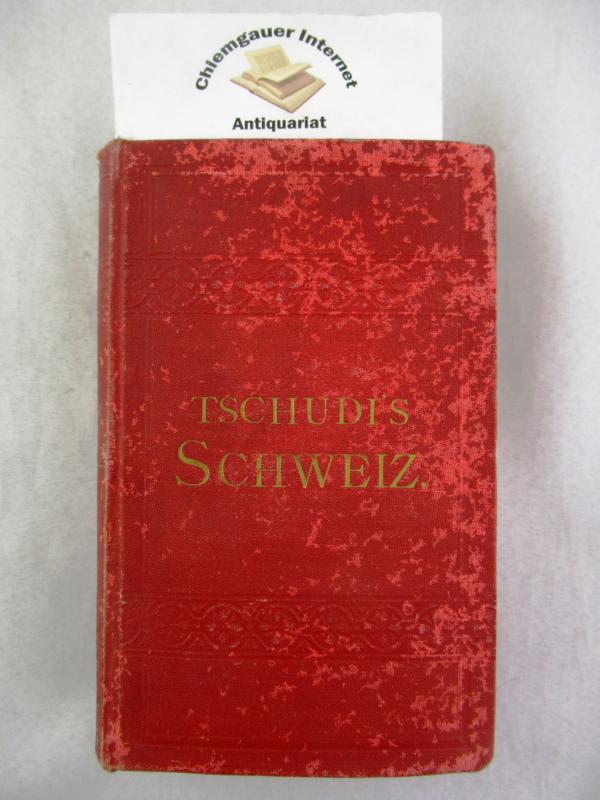 Chiemgauer Internet
Antiquariat
TSCHUDI'S
SCHWEIZ.